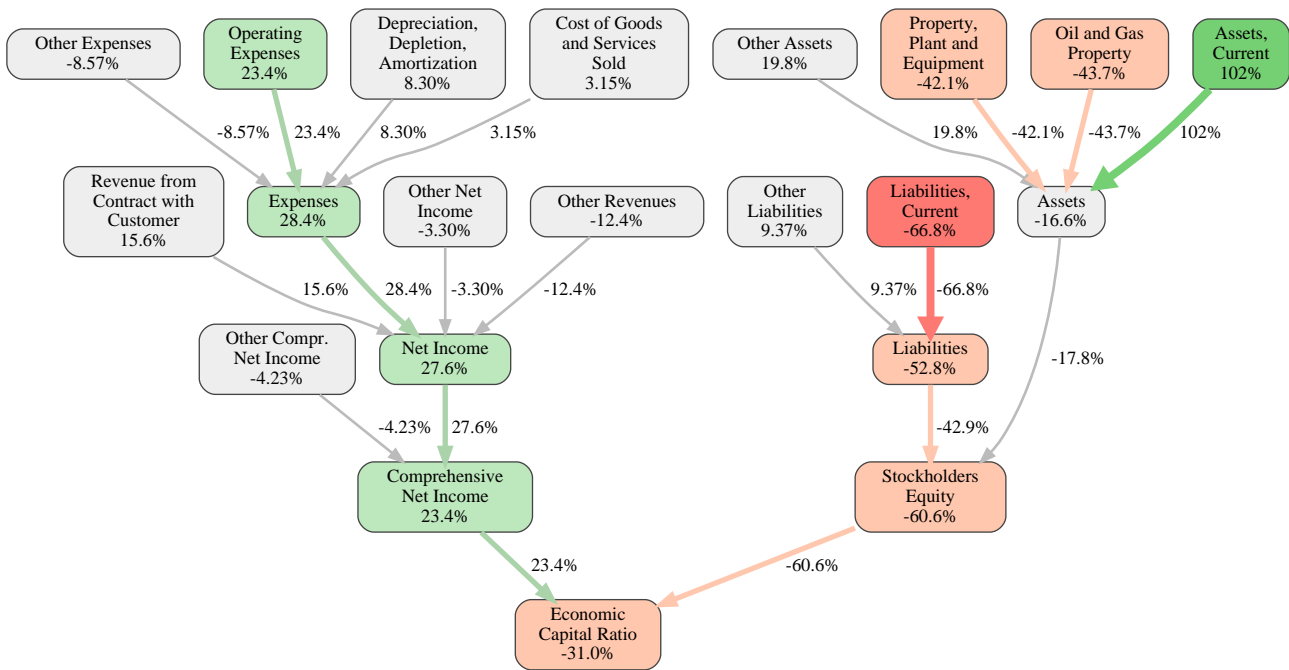 Other Expenses
-8.57%
Operating
Expenses
23.4%
Depreciation,
Depletion,
Amortization
8.30%
Cost of Goods
and Services
Sold
3.15%
Other Assets
19.8%
Property,
Plant and
Equipment
-42.1%
Oil and Gas
Property
-43.7%
Assets,
Current
102%
-8.57%
23.4%
8.30%
3.15%
19.8%
-42.1%
-43.7%
102%
Revenue from
Contract with
Customer
15.6%
Expenses
28.4%
Other Net
Income
-3.30%
Other Revenues
-12.4%
Other
Liabilities
9.37%
Liabilities,
Current
-66.8%
Assets
-16.6%
15.6%
28.4%
-3.30%
-12.4%
9.37%
-66.8%
Other Compr.
Net Income
-4.23%
Net Income
27.6%
Liabilities
-52.8%
-17.8%
-4.23%
27.6%
-42.9%
Comprehensive
Net Income
23.4%
Stockholders
Equity
-60.6%
23.4%
-60.6%
Economic
Capital Ratio
-31.0%